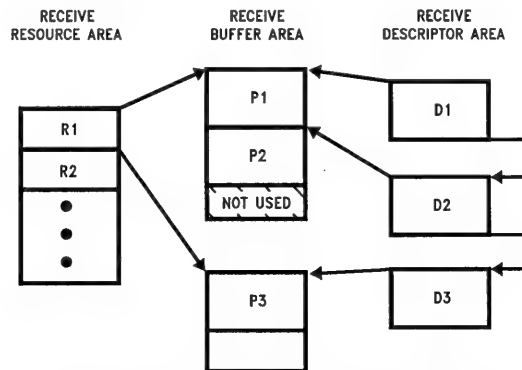 RECEIVE
RESOURCE AREA
RECEIVE
BUFFER AREA
RECEIVE
DESCRIPTOR AREA
R1
R2
P1
P2
NOT USED
P3
D1
D2
D3